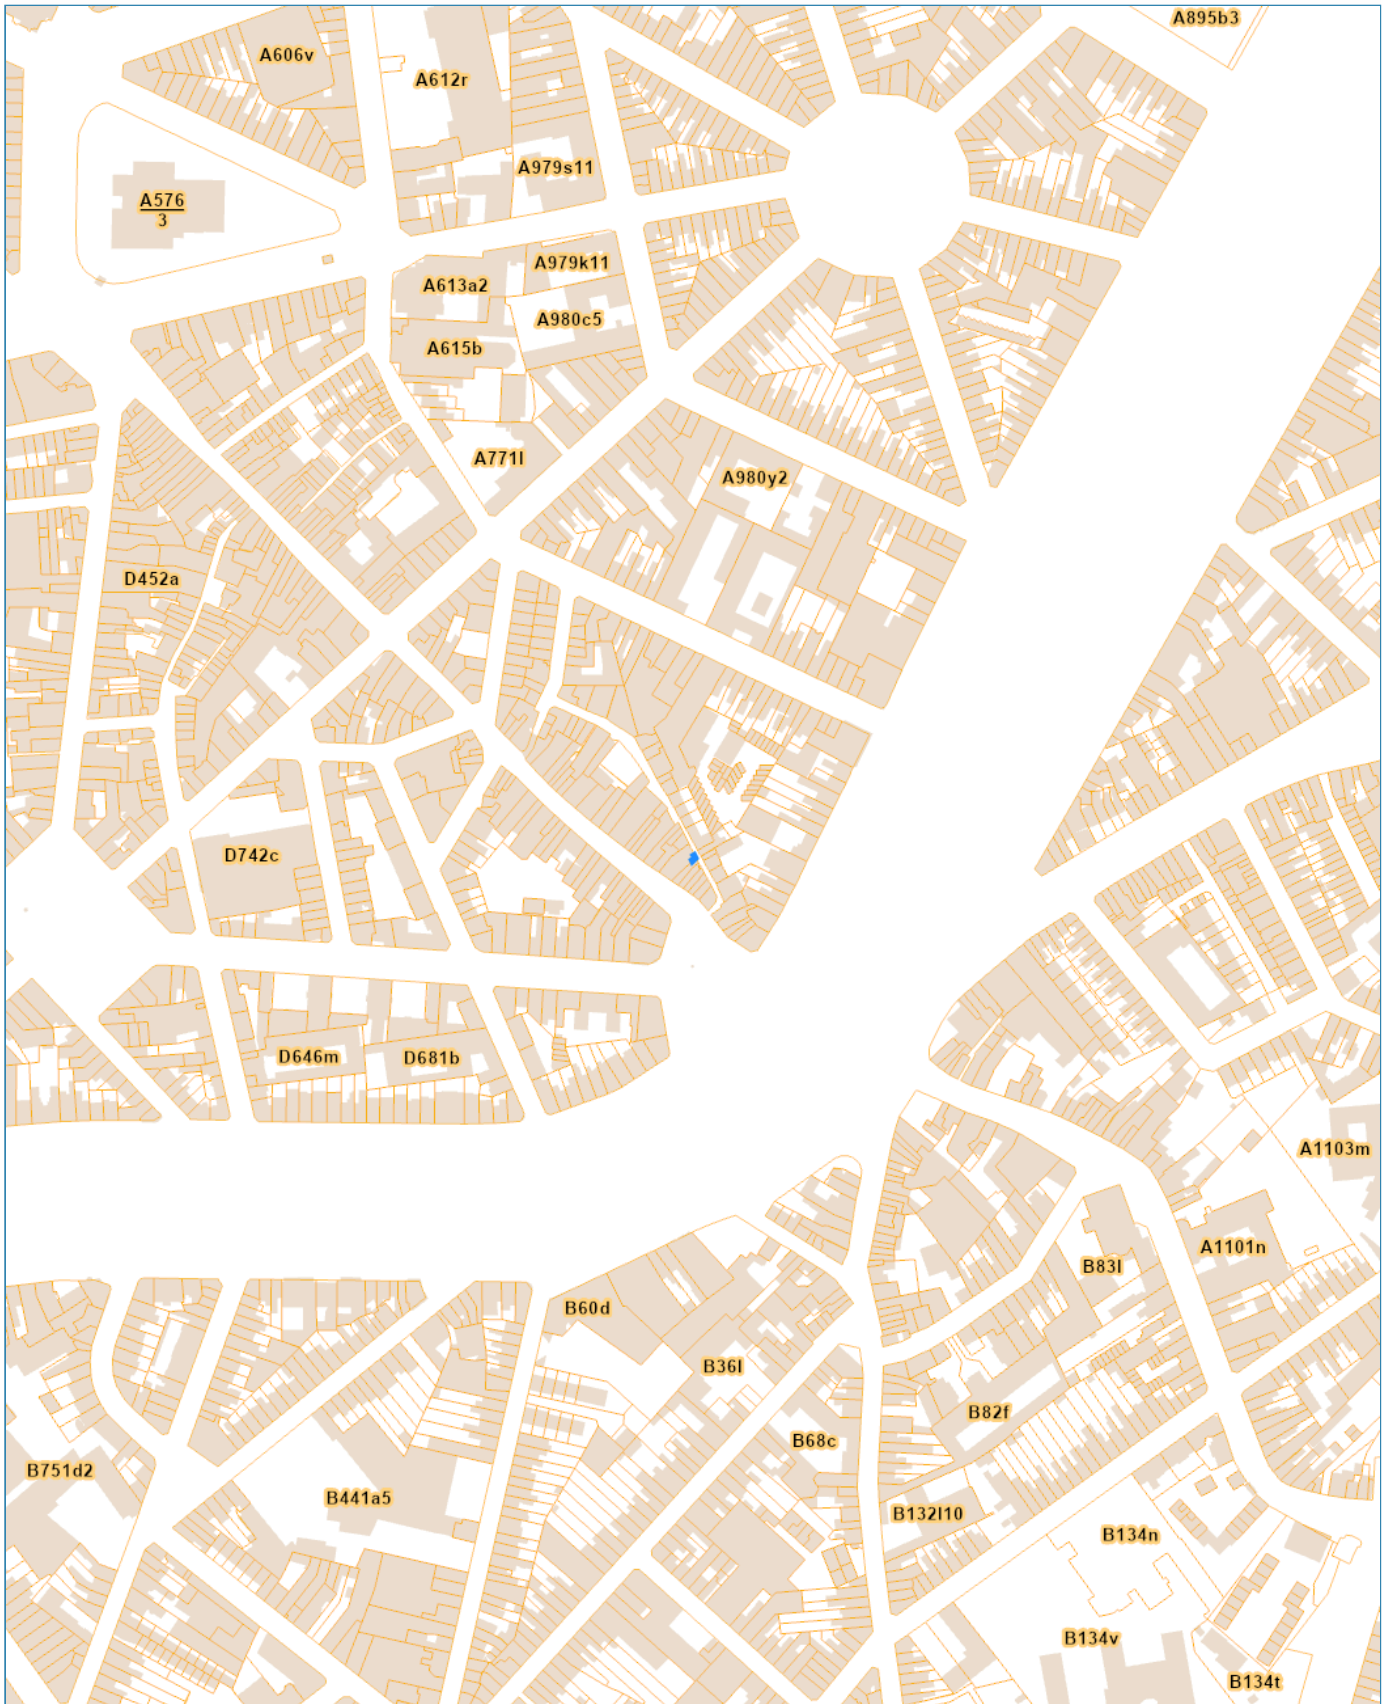 A895b3
A606v
A612r
A979s11
A576
3
A979k11
A613a2
A980c5
A615b
A771l
A980y2
D452a
D742c
D646m
D681b
A1103m
A1101n
B83l
B60d
B36l
B82f
B68c
B751d2
B441a5
B132l10
B134n
B134v
B134t